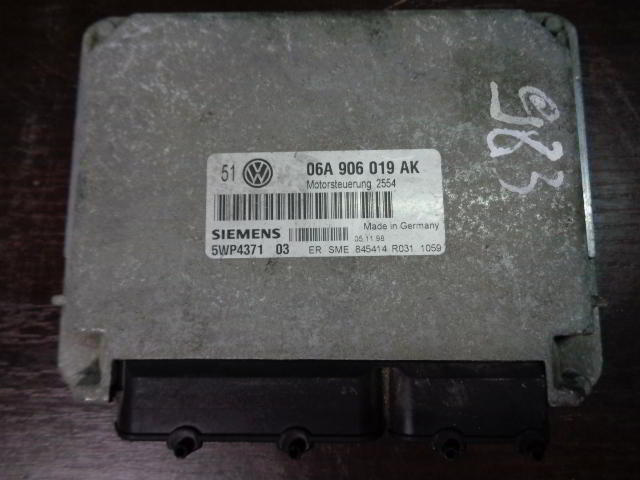 51 06A 906 019 AK
Motorsteuerung 2554
Made in Germany
SIEMENS 05.11.98
5WP4371 03 ER SME 845414 R031 1059
983